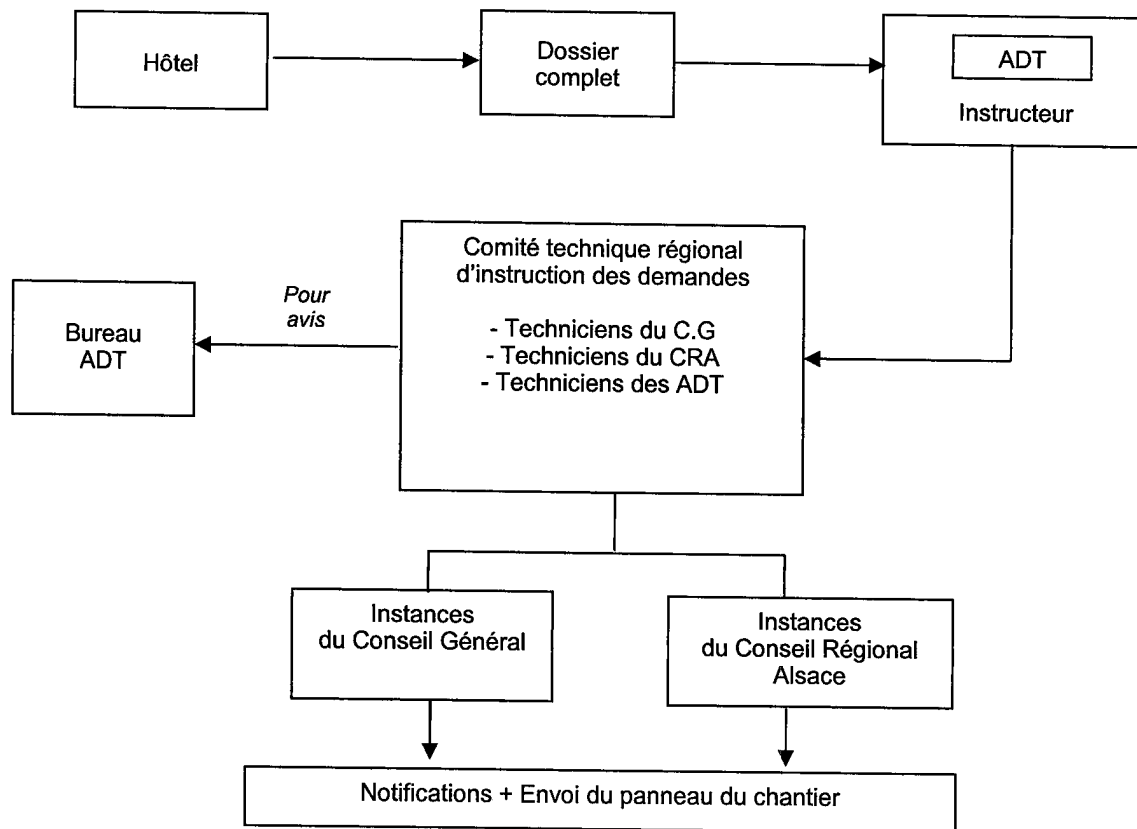 Hôtel
Dossier
complet
ADT
Instructeur
Comité technique régional
d'instruction des demandes
- Techniciens du C.G
- Techniciens du CRA
- Techniciens des ADT
Pour
avis
Bureau
ADT
Instances
du Conseil Général
Instances
du Conseil Régional
Alsace
Notifications + Envoi du panneau du chantier